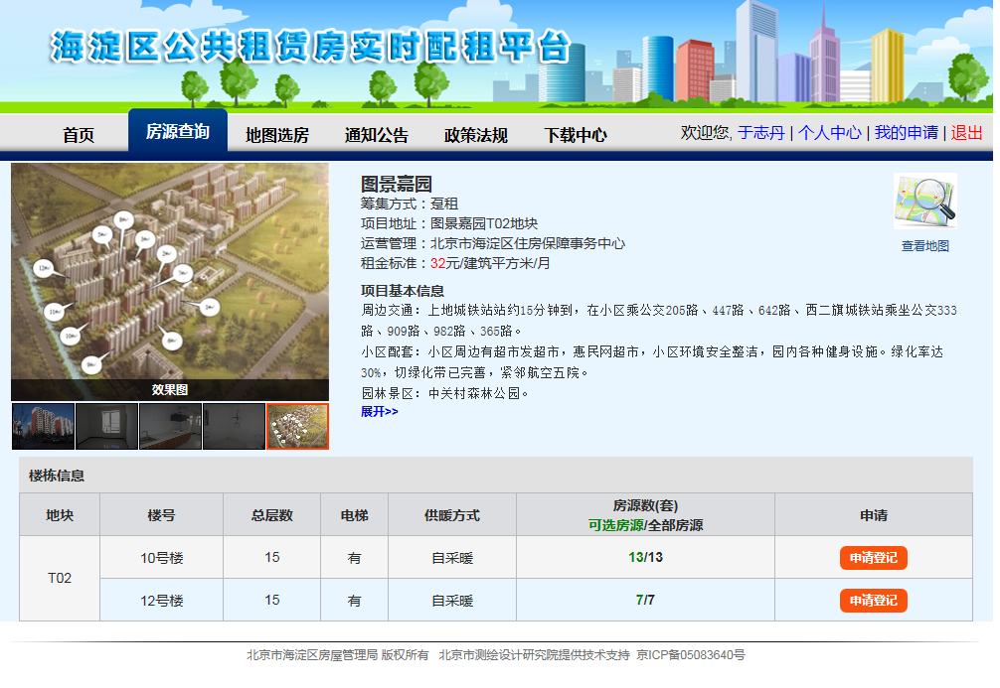 海淀区公共租赁房实时配租平台
首页 房源查询 地图选房 通知公告 政策法规 下载中心 欢迎您, 于志丹 | 个人中心 | 我的申请 | 退出
图景嘉园
筹集方式：趸租
项目地址：图景嘉园T02地块
运营管理：北京市海淀区住房保障事务中心
租金标准：32元/建筑平方米/月
查看地图
项目基本信息
周边交通：上地城铁站站约15分钟到，在小区乘公交205路、447路、642路、西二旗城铁站乘坐公交333
路、909路、982路、365路。
小区配套：小区周边有超市发超市，惠民网超市，小区环境安全整洁，园内各种健身设施。绿化率达
30%，切绿化带已完善，紧邻航空五院。
园林景区：中关村森林公园。
展开>>
效果图
楼栋信息
地块 楼号 总层数 电梯 供暖方式 房源数(套) 申请
可选房源/全部房源
T02
10号楼 15 有 自采暖 13/13 申请登记
12号楼 15 有 自采暖 7/7 申请登记
北京市海淀区房屋管理局 版权所有 北京市测绘设计研究院提供技术支持 京ICP备05083640号